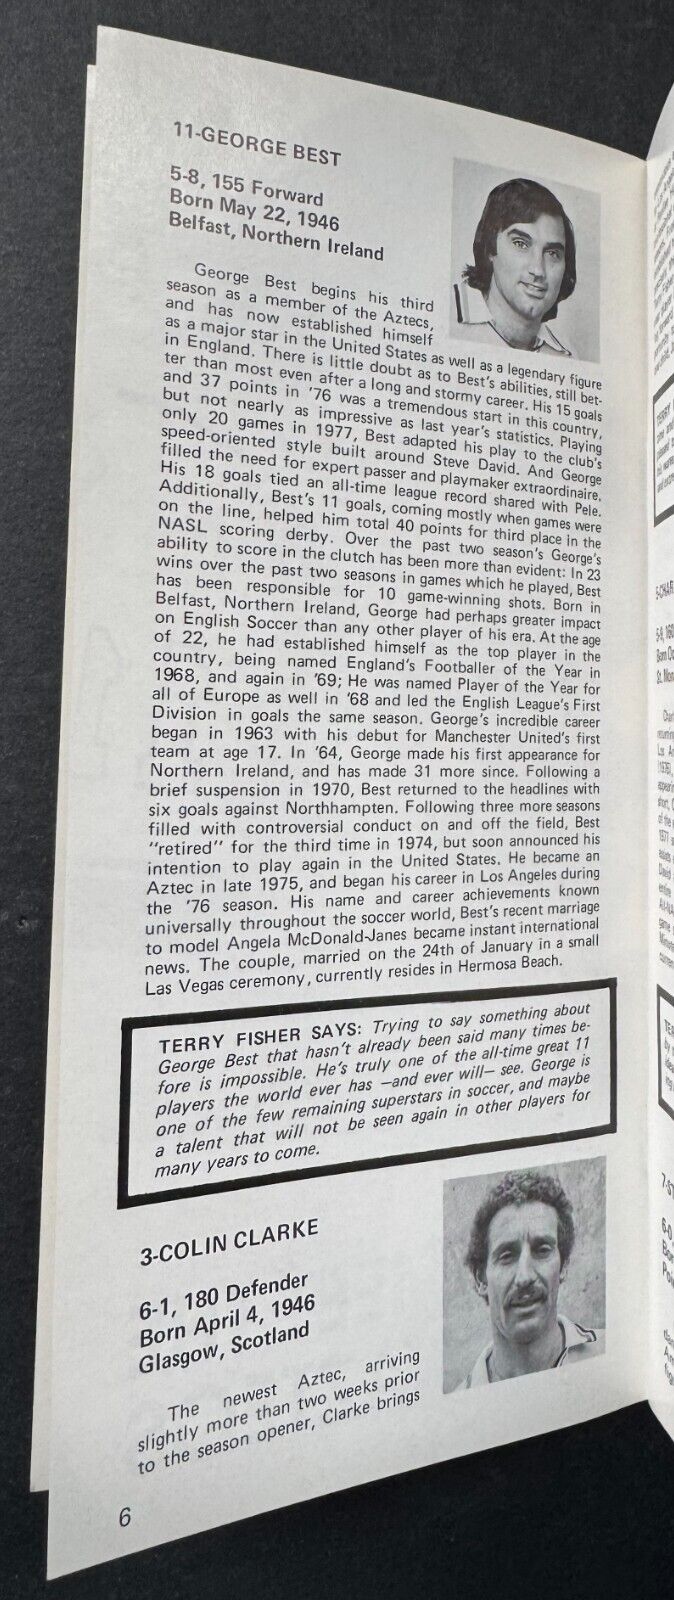 11-GEORGE BEST
5-8, 155 Forward
Born May 22, 1946
Belfast, Northern Ireland
George Best begins his third
season as a member of the Aztecs,
and has now established himself
as a major star in the United States as well as a legendary figure
in England. There is little doubt as to Best's abilities, still bet-
ter than most even after a long and stormy career. His 15 goals
and 37 points in '76 was a tremendous start in this country,
but not nearly as impressive as last year's statistics. Playing
only 20 games in 1977, Best adapted his play to the club's
speed-oriented style built around Steve David. And George
filled the need for expert passer and playmaker extraordinaire.
His 18 goals tied an all-time league record shared with Pele.
Additionally, Best's 11 goals, coming mostly when games were
on the line, helped him total 40 points for third place in the
NASL scoring derby. Over the past two season's George's
ability to score in the clutch has been more than evident: In 23
wins over the past two seasons in games which he played, Best
has been responsible for 10 game-winning shots. Born in
Belfast, Northern Ireland, George had perhaps greater impact
on English Soccer than any other player of his era. At the age
of 22, he had established himself as the top player in the
country, being named England's Footballer of the Year in
1968, and again in '69; He was named Player of the Year for
all of Europe as well in '68 and led the English League's First
Division in goals the same season. George's incredible career
began in 1963 with his debut for Manchester United's first
team at age 17. In '64, George made his first appearance for
Northern Ireland, and has made 31 more since. Following a
brief suspension in 1970, Best returned to the headlines with
six goals against Northhampten. Following three more seasons
filled with controversial conduct on and off the field, Best
"retired" for the third time in 1974, but soon announced his
intention to play again in the United States. He became an
Aztec in late 1975, and began his career in Los Angeles during
the '76 season. His name and career achievements known
universally throughout the soccer world, Best's recent marriage
to model Angela McDonald-Janes became instant international
news. The couple, married on the 24th of January in a small
Las Vegas ceremony, currently resides in Hermosa Beach.
TERRY FISHER SAYS: Trying to say something about
George Best that hasn't already been said many times be-
fore is impossible. He's truly one of the all-time great 11
players the world ever has —and ever will— see. George is
one of the few remaining superstars in soccer, and maybe
a talent that will not be seen again in other players for
many years to come.
3-COLIN CLARKE
6-1, 180 Defender
Born April 4, 1946
Glasgow, Scotland
The newest Aztec, arriving
slightly more than two weeks prior
to the season opener, Clarke brings
6